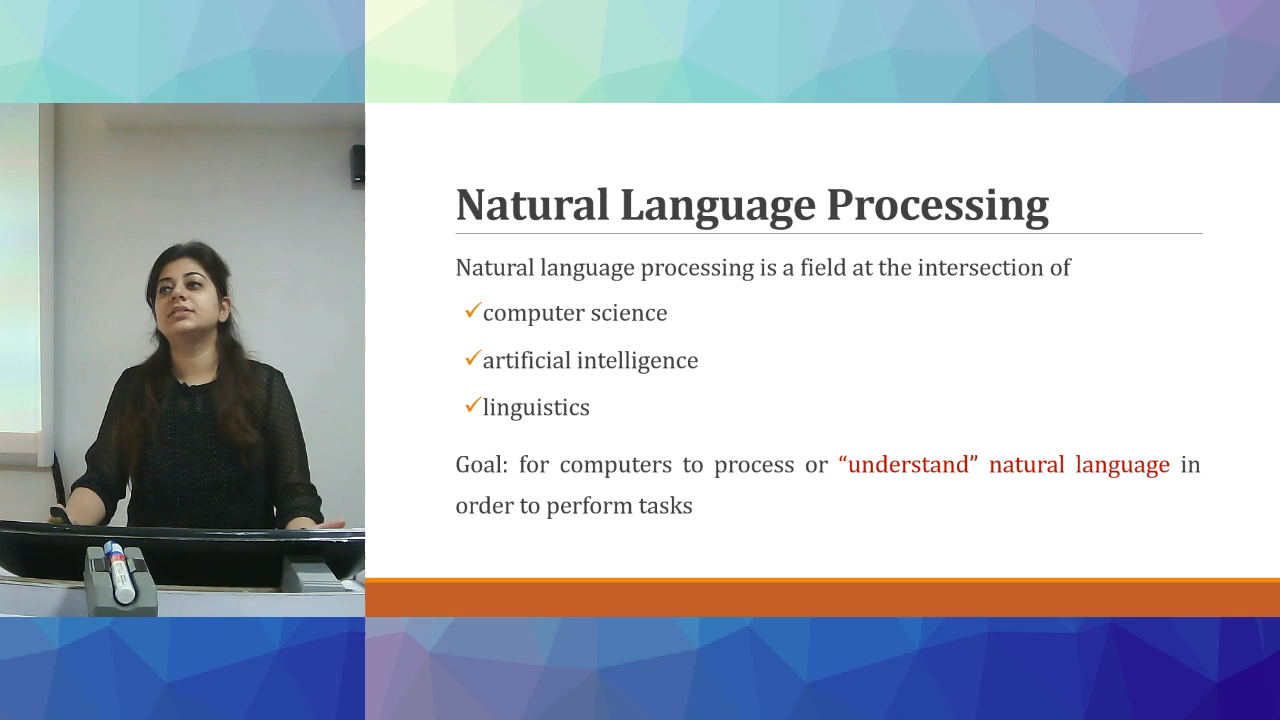 Natural Language Processing
Natural language processing is a field at the intersection of
✓computer science
✓artificial intelligence
✓linguistics
Goal: for computers to process or “understand” natural language in
order to perform tasks